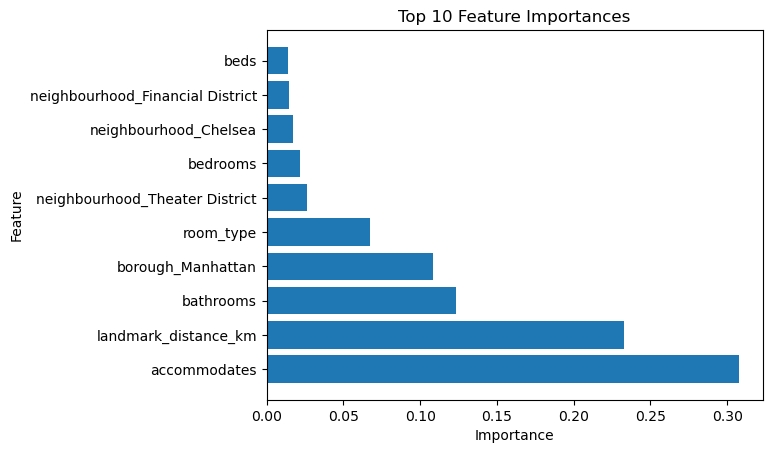 Top 10 Feature Importances
Feature
beds
neighbourhood_Financial District
neighbourhood_Chelsea
bedrooms
neighbourhood_Theater District
room_type
borough_Manhattan
bathrooms
landmark_distance_km
accommodates
0.00 0.05 0.10 0.15 0.20 0.25 0.30
Importance